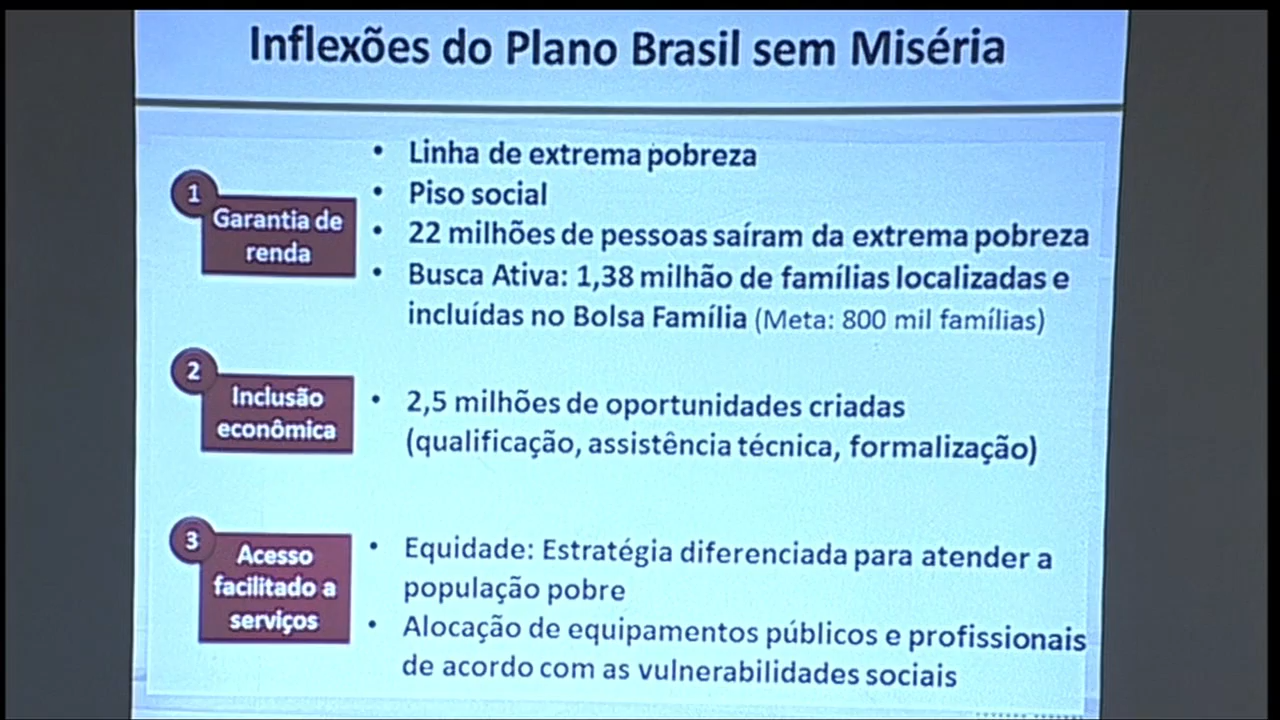 Inflexões do Plano Brasil sem Miséria
1
Garantia de
renda
• Linha de extrema pobreza
• Piso social
• 22 milhões de pessoas saíram da extrema pobreza
• Busca Ativa: 1,38 milhão de famílias localizadas e
incluídas no Bolsa Família (Meta: 800 mil famílias)
2
Inclusão
econômica
• 2,5 milhões de oportunidades criadas
(qualificação, assistência técnica, formalização)
3
Acesso
facilitado a
serviços
• Equidade: Estratégia diferenciada para atender a
população pobre
• Alocação de equipamentos públicos e profissionais
de acordo com as vulnerabilidades sociais